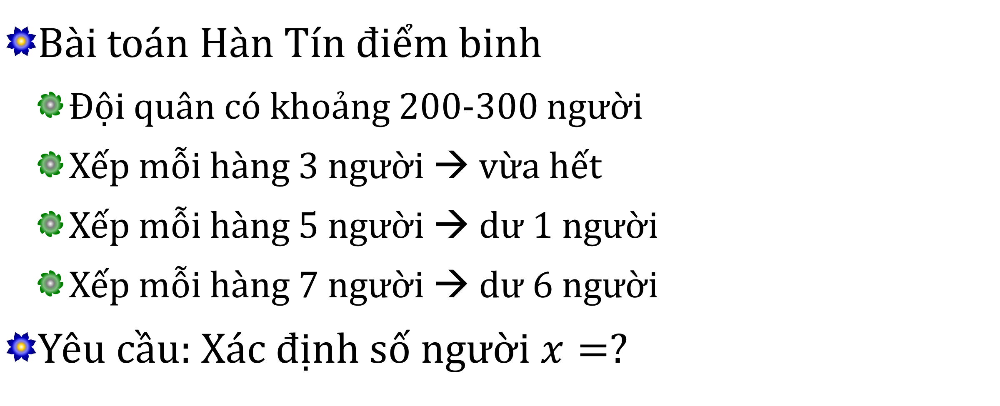 Bài toán Hàn Tín điểm binh
Đội quân có khoảng 200-300 người
Xếp mỗi hàng 3 người → vừa hết
Xếp mỗi hàng 5 người → dư 1 người
Xếp mỗi hàng 7 người → dư 6 người
Yêu cầu: Xác định số người x =?